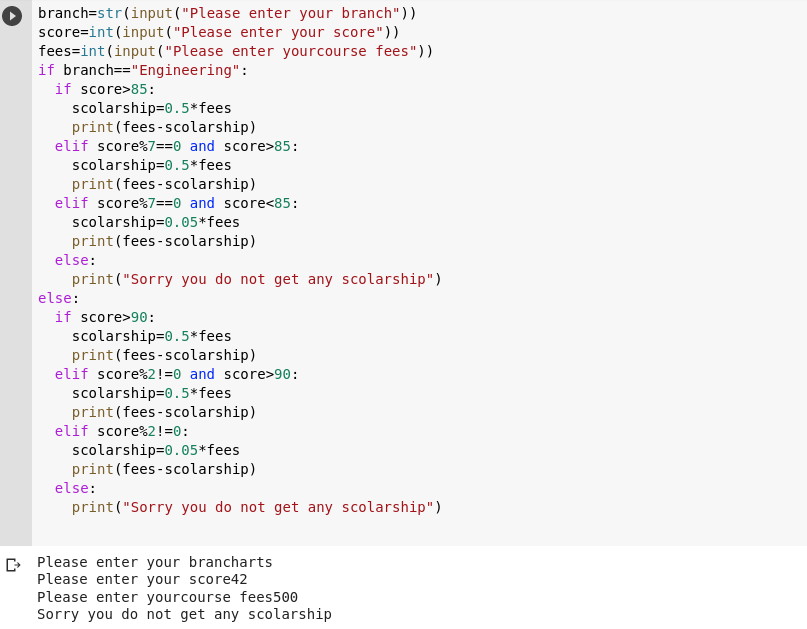 branch=str(input("Please enter your branch"))
score=int(input("Please enter your score"))
fees=int(input("Please enter yourcourse fees"))
if branch=="Engineering":
  if score>85:
    scolarship=0.5*fees
    print(fees-scolarship)
  elif score%7==0 and score>85:
    scolarship=0.5*fees
    print(fees-scolarship)
  elif score%7==0 and score<85:
    scolarship=0.05*fees
    print(fees-scolarship)
  else:
    print("Sorry you do not get any scolarship")
else:
  if score>90:
    scolarship=0.5*fees
    print(fees-scolarship)
  elif score%2!=0 and score>90:
    scolarship=0.5*fees
    print(fees-scolarship)
  elif score%2!=0:
    scolarship=0.05*fees
    print(fees-scolarship)
  else:
    print("Sorry you do not get any scolarship")
Please enter your brancharts
Please enter your score42
Please enter yourcourse fees500
Sorry you do not get any scolarship